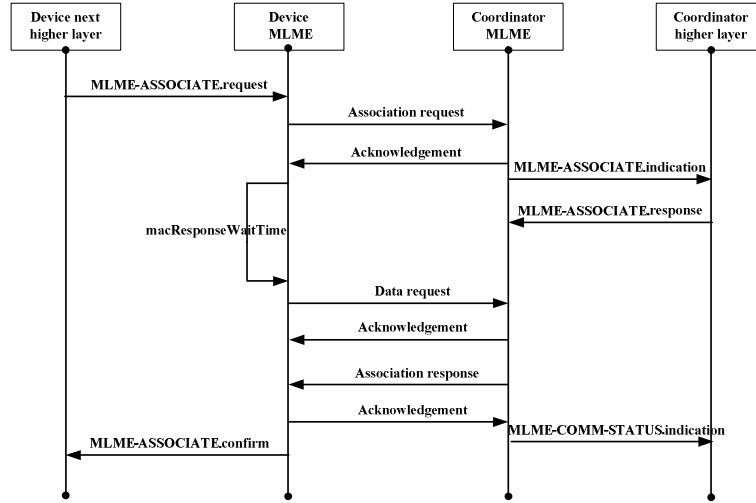 Device next
higher layer
Device
MLME
Coordinator
MLME
Coordinator
higher layer
MLME-ASSOCIATE.request
Association request
Acknowledgement
MLME-ASSOCIATE.indication
MLME-ASSOCIATE.response
macResponseWaitTime
Data request
Acknowledgement
Association response
Acknowledgement
MLME-COMM-STATUS.indication
MLME-ASSOCIATE.confirm